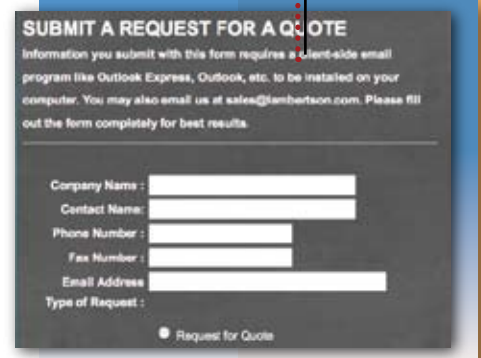 SUBMIT A REQUEST FOR A QUOTE
Information you submit with this form requires a client-side email
program like Outlook Express, Outlook, etc. to be installed on your
computer. You may also email us at sales@lambertson.com. Please fill
out the form completely for best results.
Company Name :
Contact Name:
Phone Number :
Fax Number :
Email Address
Type of Request :
Request for Quote